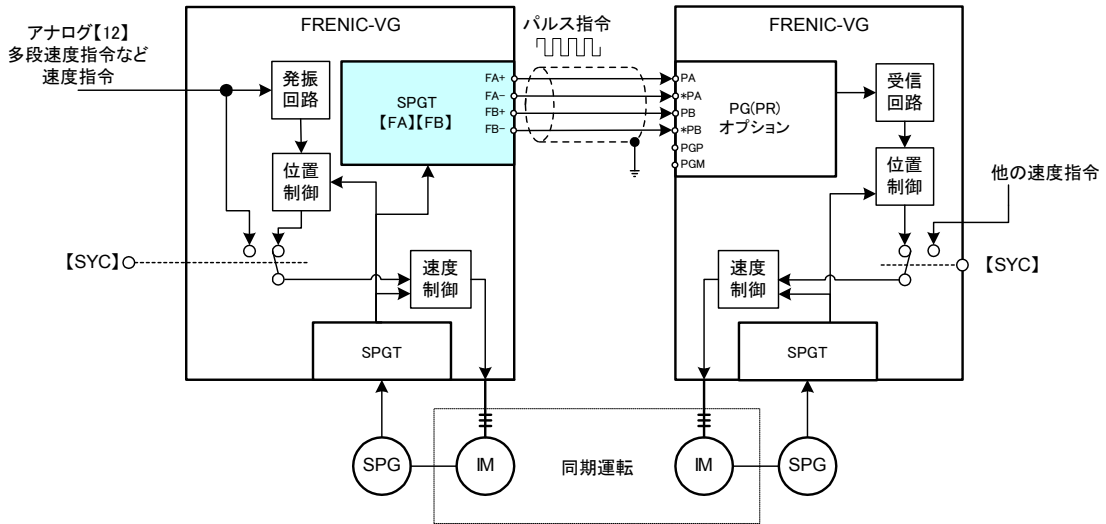 FRENIC-VG
アナログ【12】
多段速度指令など
速度指令
発振
回路
SPGT
【FA】【FB】
FA+
FA-
FB+
FB-
位置
制御
【SYC】
速度
制御
SPGT
SPG
IM
パルス指令
FRENIC-VG
PA
*PA
PB
*PB
PGP
PGM
PG(PR)
オプション
受信
回路
位置
制御
他の速度指令
【SYC】
速度
制御
SPGT
同期運転
IM
SPG